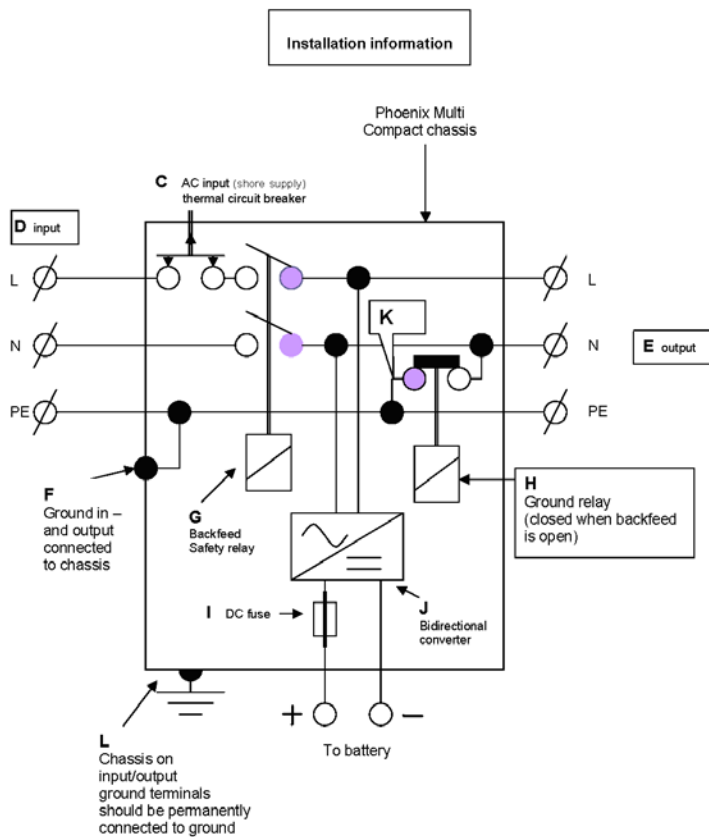 Installation information
Phoenix Multi
Compact chassis
C AC input (shore supply)
thermal circuit breaker
D input
L
L
K
N
N
E output
PE
PE
F
Ground in –
and output
connected
to chassis
G
Backfeed
Safety relay
H
Ground relay
(closed when backfeed
is open)
I DC fuse
J
Bidirectional
converter
+
–
To battery
L
Chassis on
input/output
ground terminals
should be permanently
connected to ground